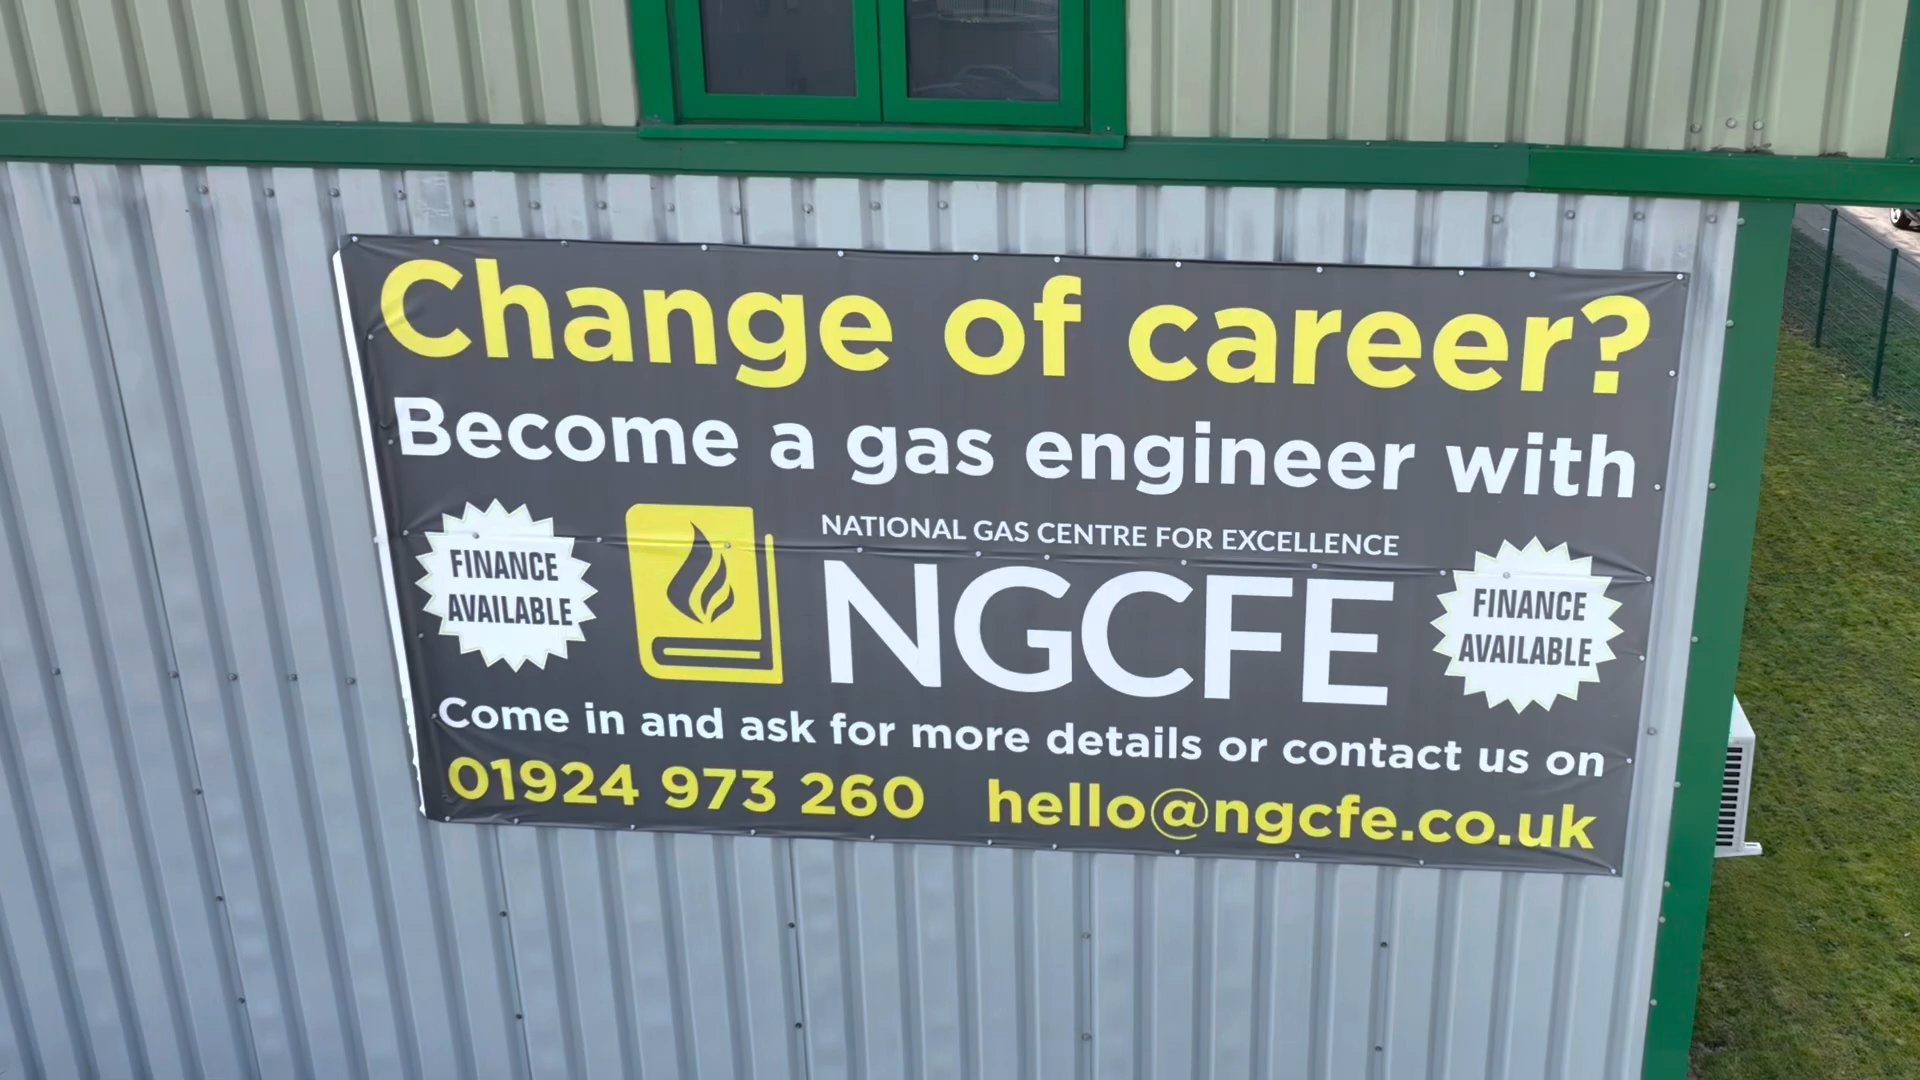 Change of career?
Become a gas engineer with
FINANCE
AVAILABLE
NATIONAL GAS CENTRE FOR EXCELLENCE
NGCFE
FINANCE
AVAILABLE
Come in and ask for more details or contact us on
01924 973 260 hello@ngcfe.co.uk